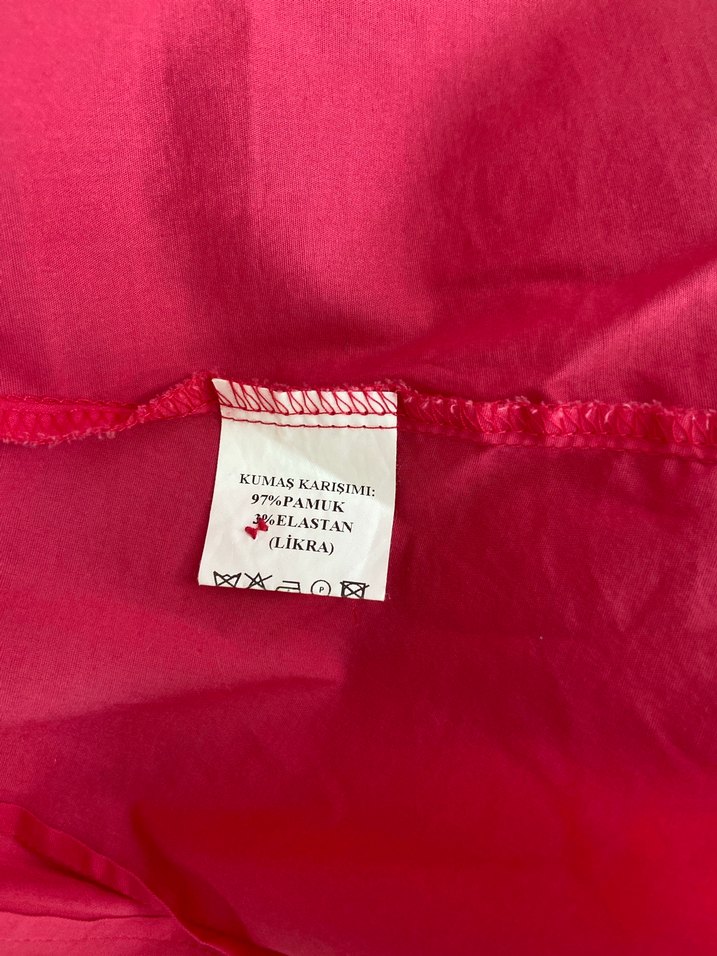 KUMAŞ KARIŞIMI:
97%PAMUK
3%ELASTAN
(LİKRA)
P